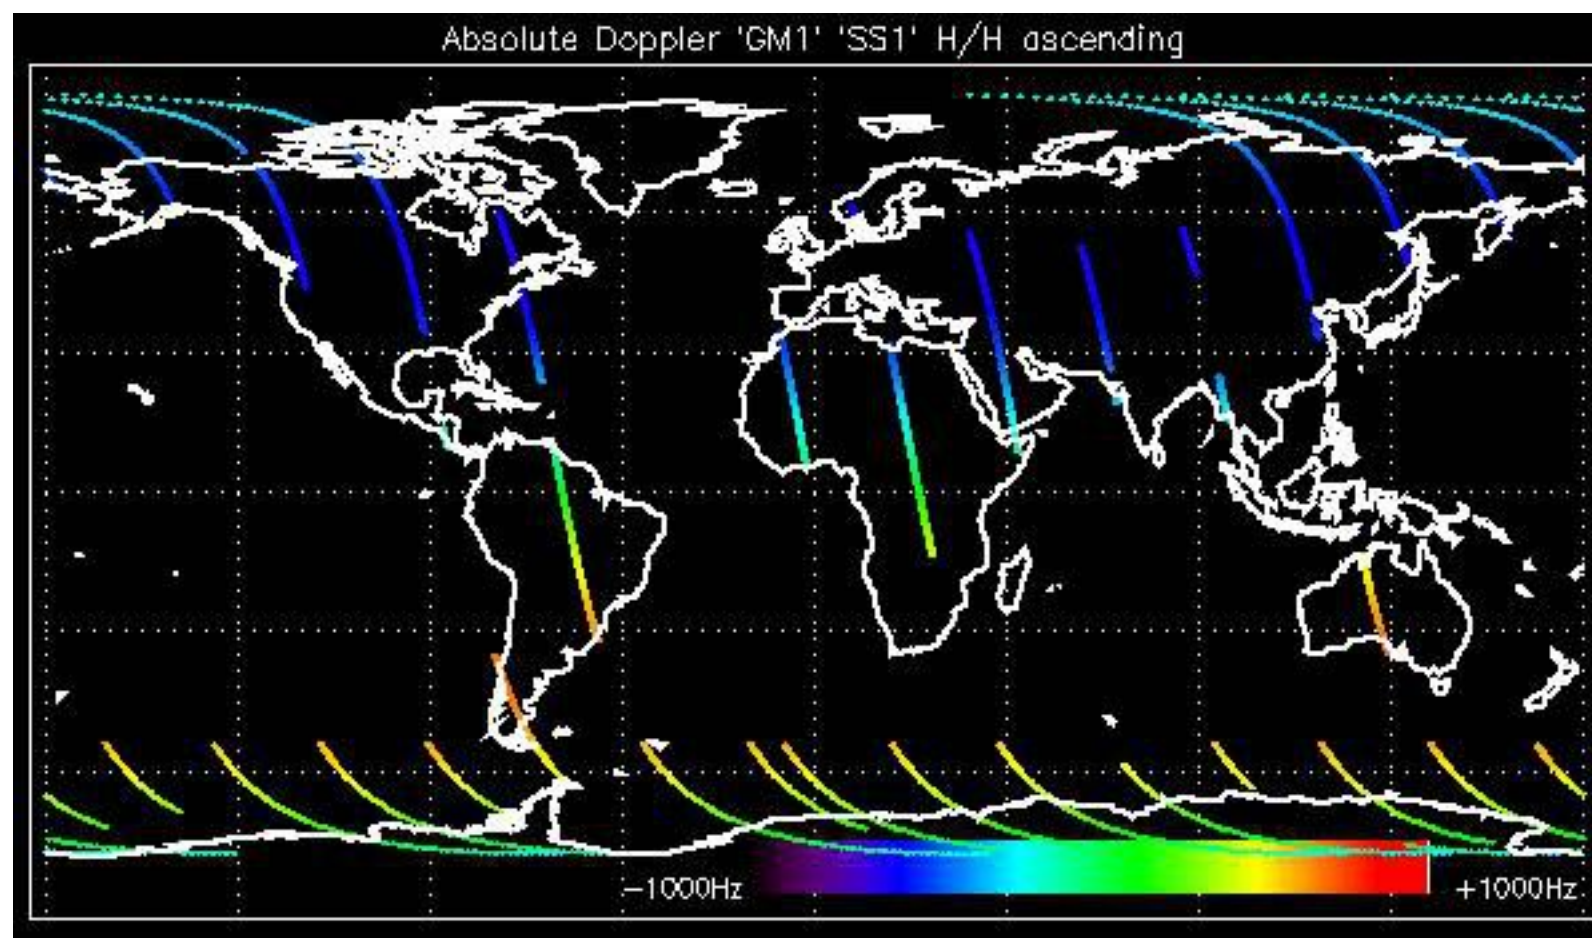 Absolute Doppler 'GM1' 'SS1' H/H ascending
-1000Hz +1000Hz